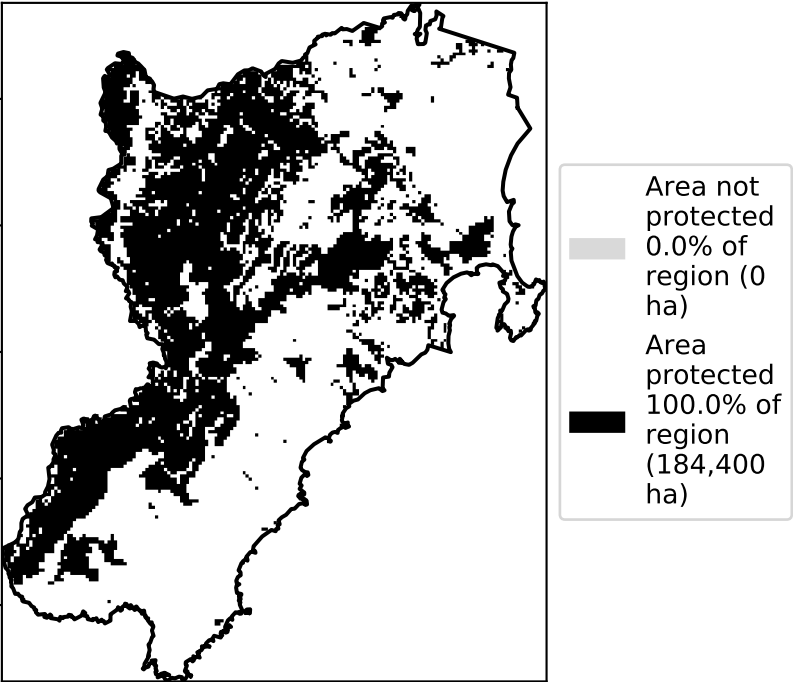 Area not
protected
0.0% of
region (0
ha)
Area
protected
100.0% of
region
(184,400
ha)